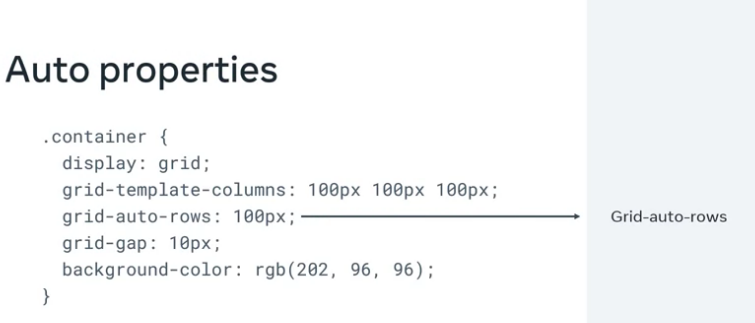 Auto properties
.container {
display: grid;
grid-template-columns: 100px 100px 100px;
grid-auto-rows: 100px;
Grid-auto-rows
grid-gap: 10px;
background-color: rgb(202, 96, 96);
}